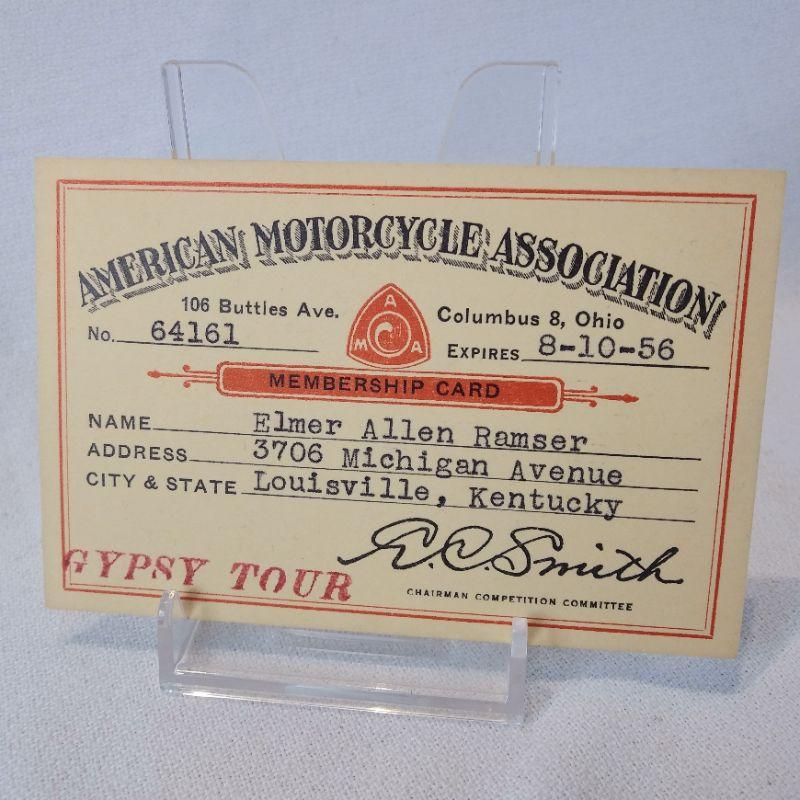 AMERICAN MOTORCYCLE ASSOCIATION
106 Buttles Ave. Columbus 8, Ohio
A
M A
No. 64161 EXPIRES 8-10-56
MEMBERSHIP CARD
NAME Elmer Allen Ramser
ADDRESS 3706 Michigan Avenue
CITY & STATE Louisville, Kentucky
E.C. Smith
GYPSY TOUR
CHAIRMAN COMPETITION COMMITTEE